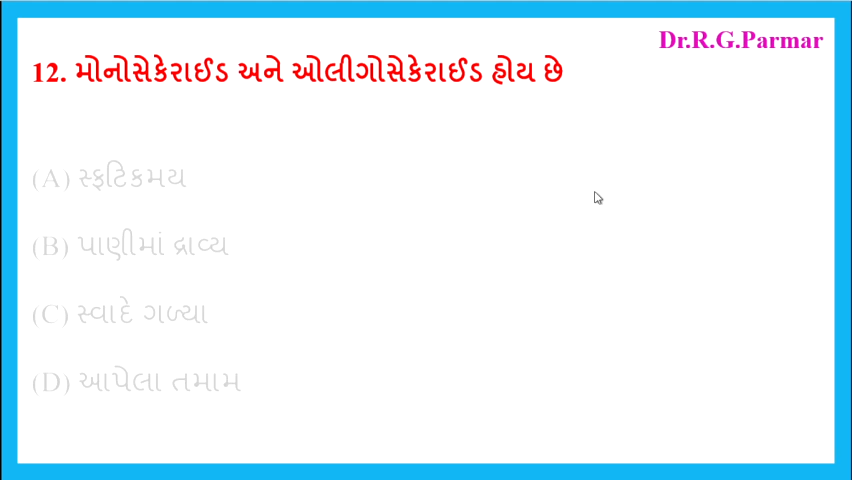 Dr.R.G.Parmar
12. મોનોસેકેરાઈડ અને ઓલીગોસેકેરાઈડ હોય છે
(A) સ્ફટિકમય
(B) પાણીમાં દ્રાવ્ય
(C) સ્વાદે ગળ્યા
(D) આપેલા તમામ